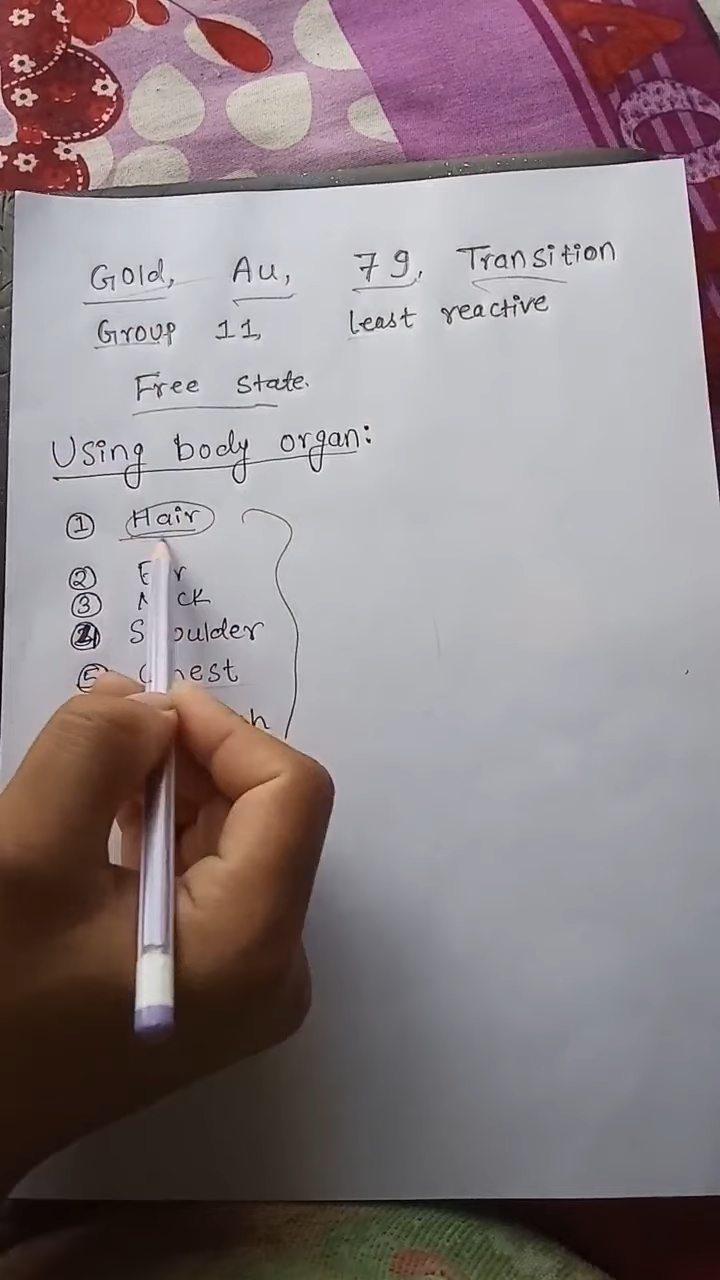 Gold, Au, 79, Transition
Group 11, least reactive
Free state.
Using body organ:
① Hair
②
③
④ Shoulder
⑤ Chest